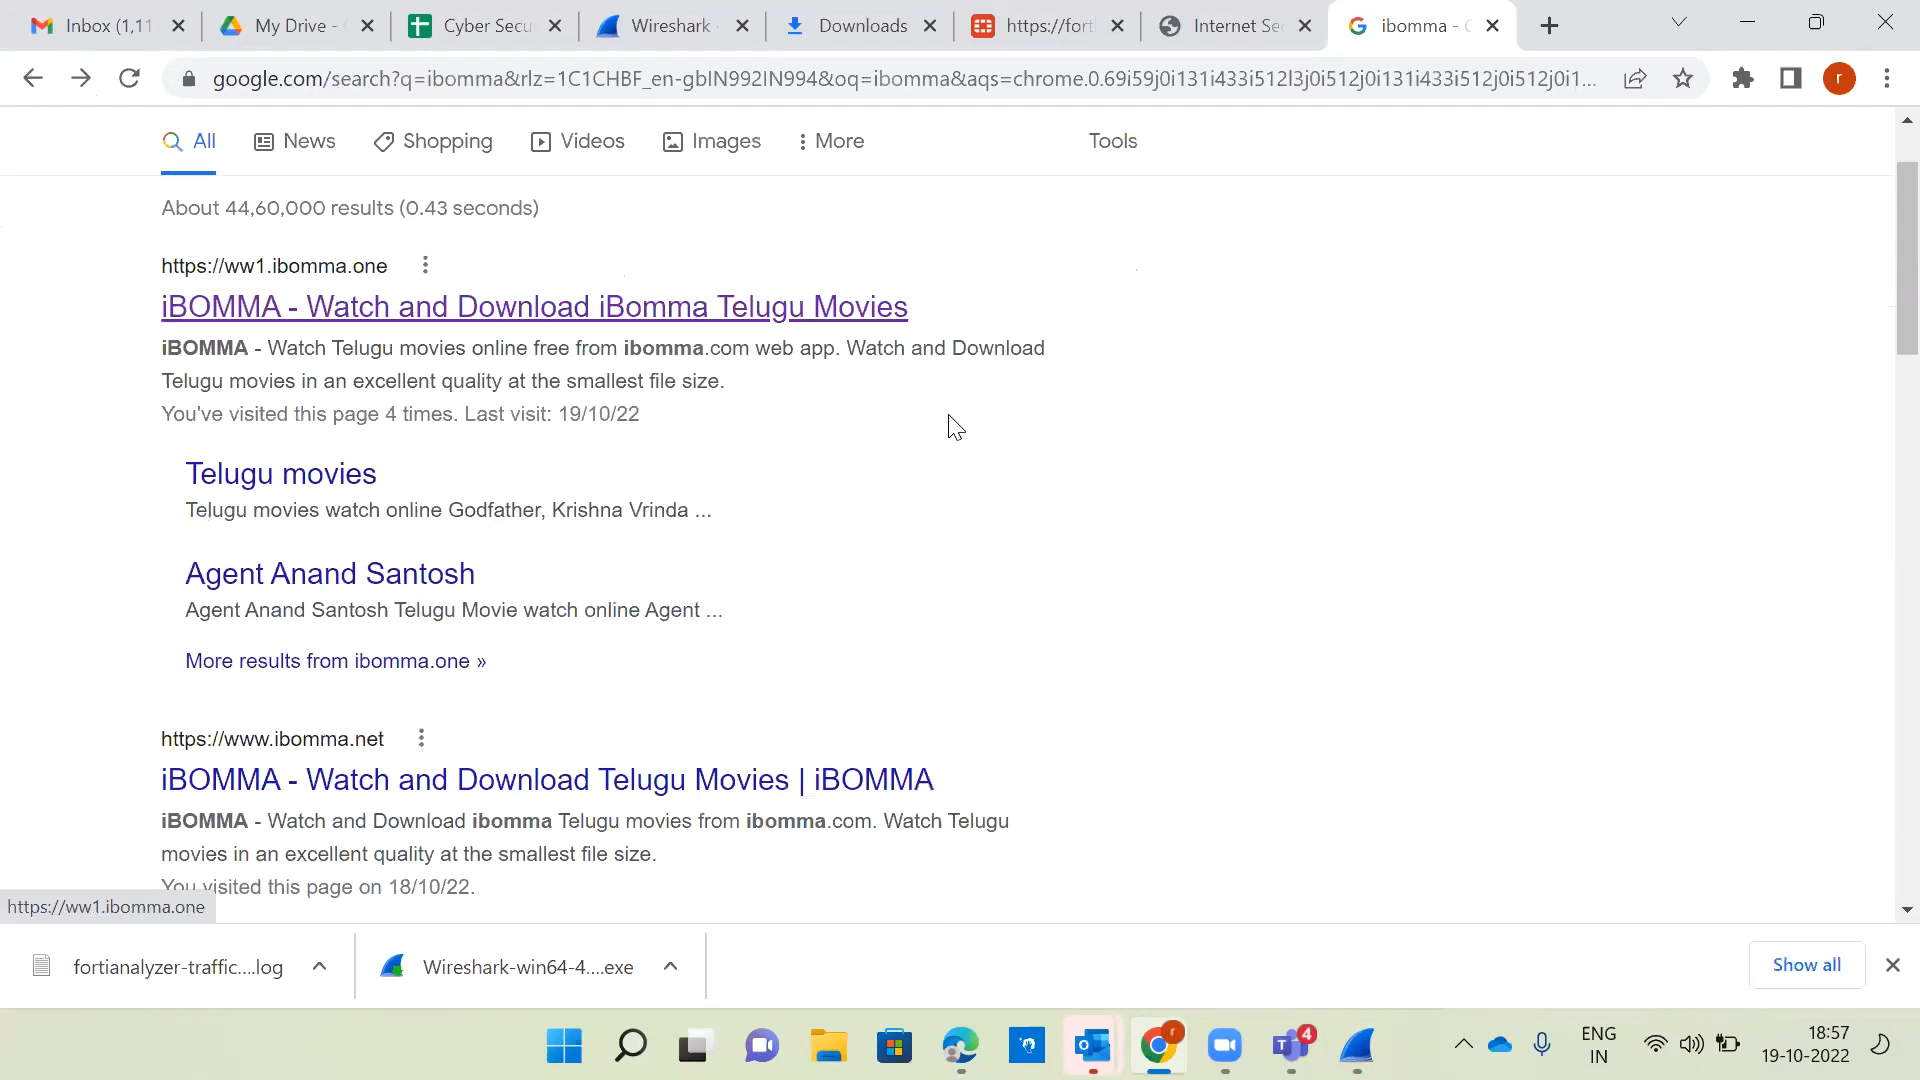 Inbox (1,11
My Drive -
Cyber Secu
Wireshark
Downloads
https://fort
Internet Se
ibomma -
google.com/search?q=ibomma&rlz=1C1CHBF_en-gbIN992IN994&oq=ibomma&aqs=chrome.0.69i59j0i131i433i512l3j0i512j0i131i433i512j0i512j0i1...
r
All
News
Shopping
Videos
Images
More
Tools
About 44,60,000 results (0.43 seconds)
https://ww1.ibomma.one
iBOMMA - Watch and Download iBomma Telugu Movies
iBOMMA - Watch Telugu movies online free from ibomma.com web app. Watch and Download
Telugu movies in an excellent quality at the smallest file size.
You've visited this page 4 times. Last visit: 19/10/22
Telugu movies
Telugu movies watch online Godfather, Krishna Vrinda ...
Agent Anand Santosh
Agent Anand Santosh Telugu Movie watch online Agent ...
More results from ibomma.one »
https://www.ibomma.net
iBOMMA - Watch and Download Telugu Movies | iBOMMA
iBOMMA - Watch and Download ibomma Telugu movies from ibomma.com. Watch Telugu
movies in an excellent quality at the smallest file size.
You visited this page on 18/10/22.
https://ww1.ibomma.one
fortianalyzer-traffic....log
Wireshark-win64-4....exe
Show all
r
4
ENG
IN
18:57
19-10-2022